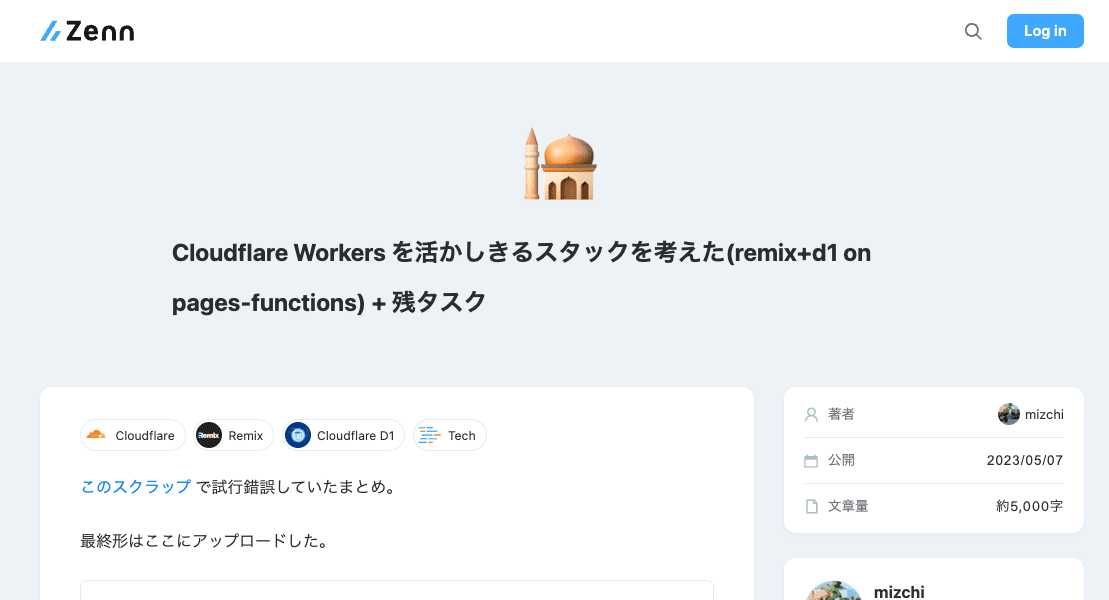 Zenn
Log in
Cloudflare Workers を活かしきるスタックを考えた(remix+d1 on
pages-functions) + 残タスク
Cloudflare
Remix
Cloudflare D1
Tech
このスクラップ で試行錯誤していたまとめ。
最終形はここにアップロードした。
著者 mizchi
公開 2023/05/07
文章量 約5,000字
mizchi